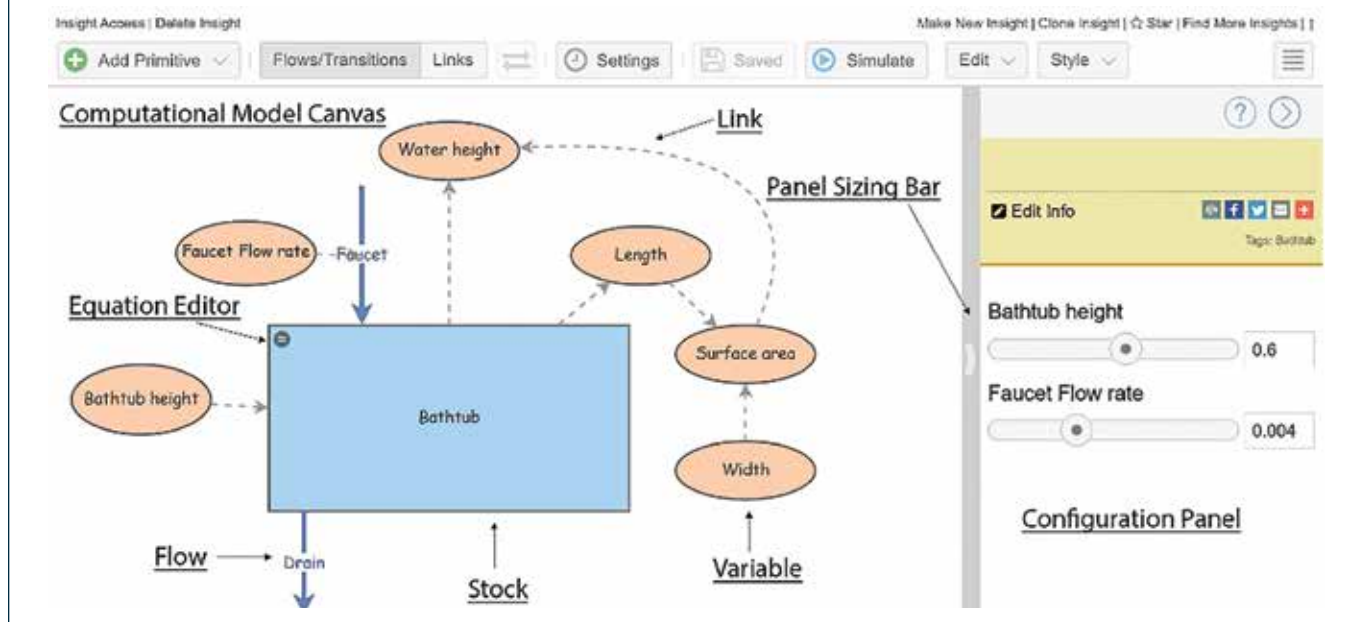 Insight Access | Delete Insight
Make New Insight | Clone Insight | ☆ Star | Find More Insights |
Add Primitive
Flows/Transitions
Links
Settings
Saved
Simulate
Edit
Style
Computational Model Canvas
Link
Water height
Panel Sizing Bar
Edit Info
Tags: Bathtub
Faucet Flow rate
Faucet
Length
Equation Editor
Bathtub height
0.6
Surface area
Faucet Flow rate
0.004
Bathtub height
Bathtub
Width
Configuration Panel
Flow
Drain
Stock
Variable